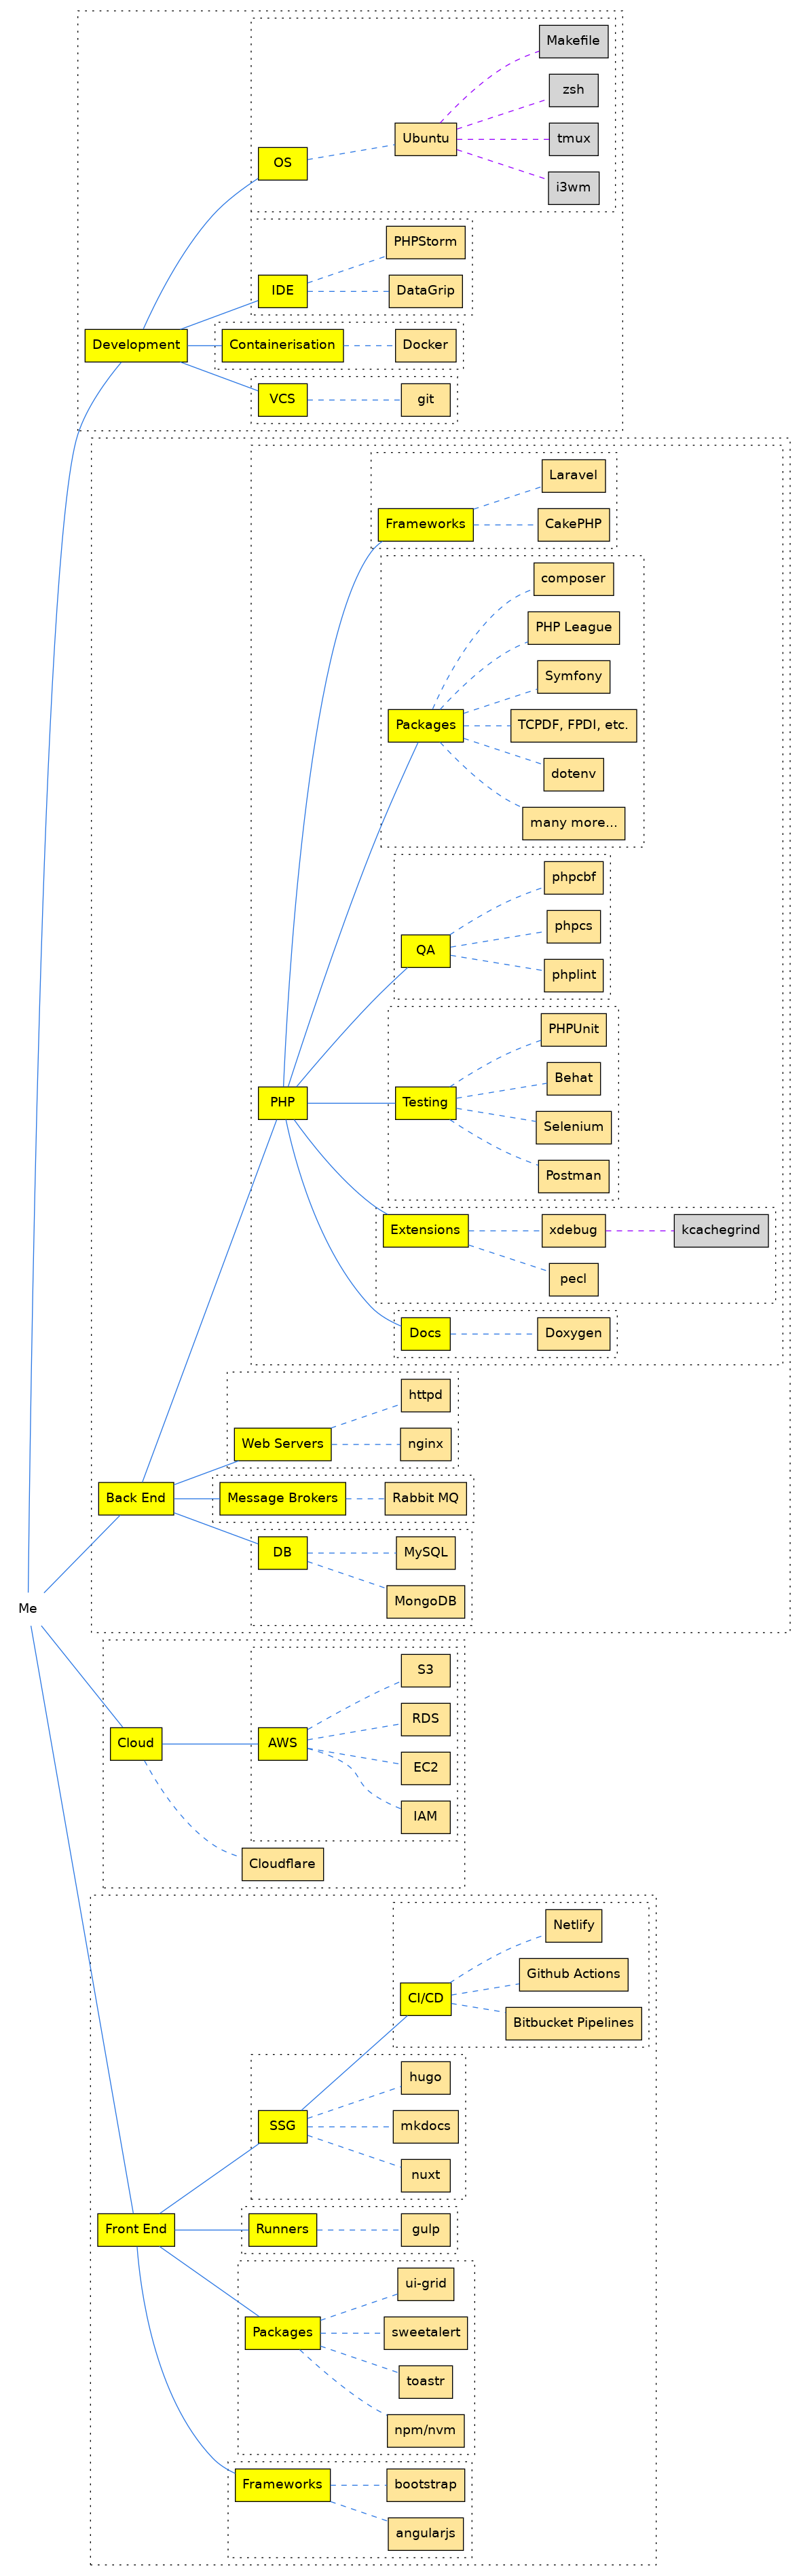 Makefile
zsh
Ubuntu
tmux
OS
i3wm
PHPStorm
IDE
DataGrip
Development
Containerisation
Docker
VCS
git
Laravel
Frameworks
CakePHP
composer
PHP League
Symfony
Packages
TCPDF, FPDI, etc.
dotenv
many more...
phpcbf
phpcs
QA
phplint
PHPUnit
Behat
PHP
Testing
Selenium
Postman
Extensions
xdebug
kcachegrind
pecl
Docs
Doxygen
httpd
Web Servers
nginx
Back End
Message Brokers
Rabbit MQ
DB
MySQL
MongoDB
Me
S3
RDS
Cloud
AWS
EC2
IAM
Cloudflare
Netlify
Github Actions
CI/CD
Bitbucket Pipelines
hugo
SSG
mkdocs
nuxt
Front End
Runners
gulp
ui-grid
Packages
sweetalert
toastr
npm/nvm
Frameworks
bootstrap
angularjs